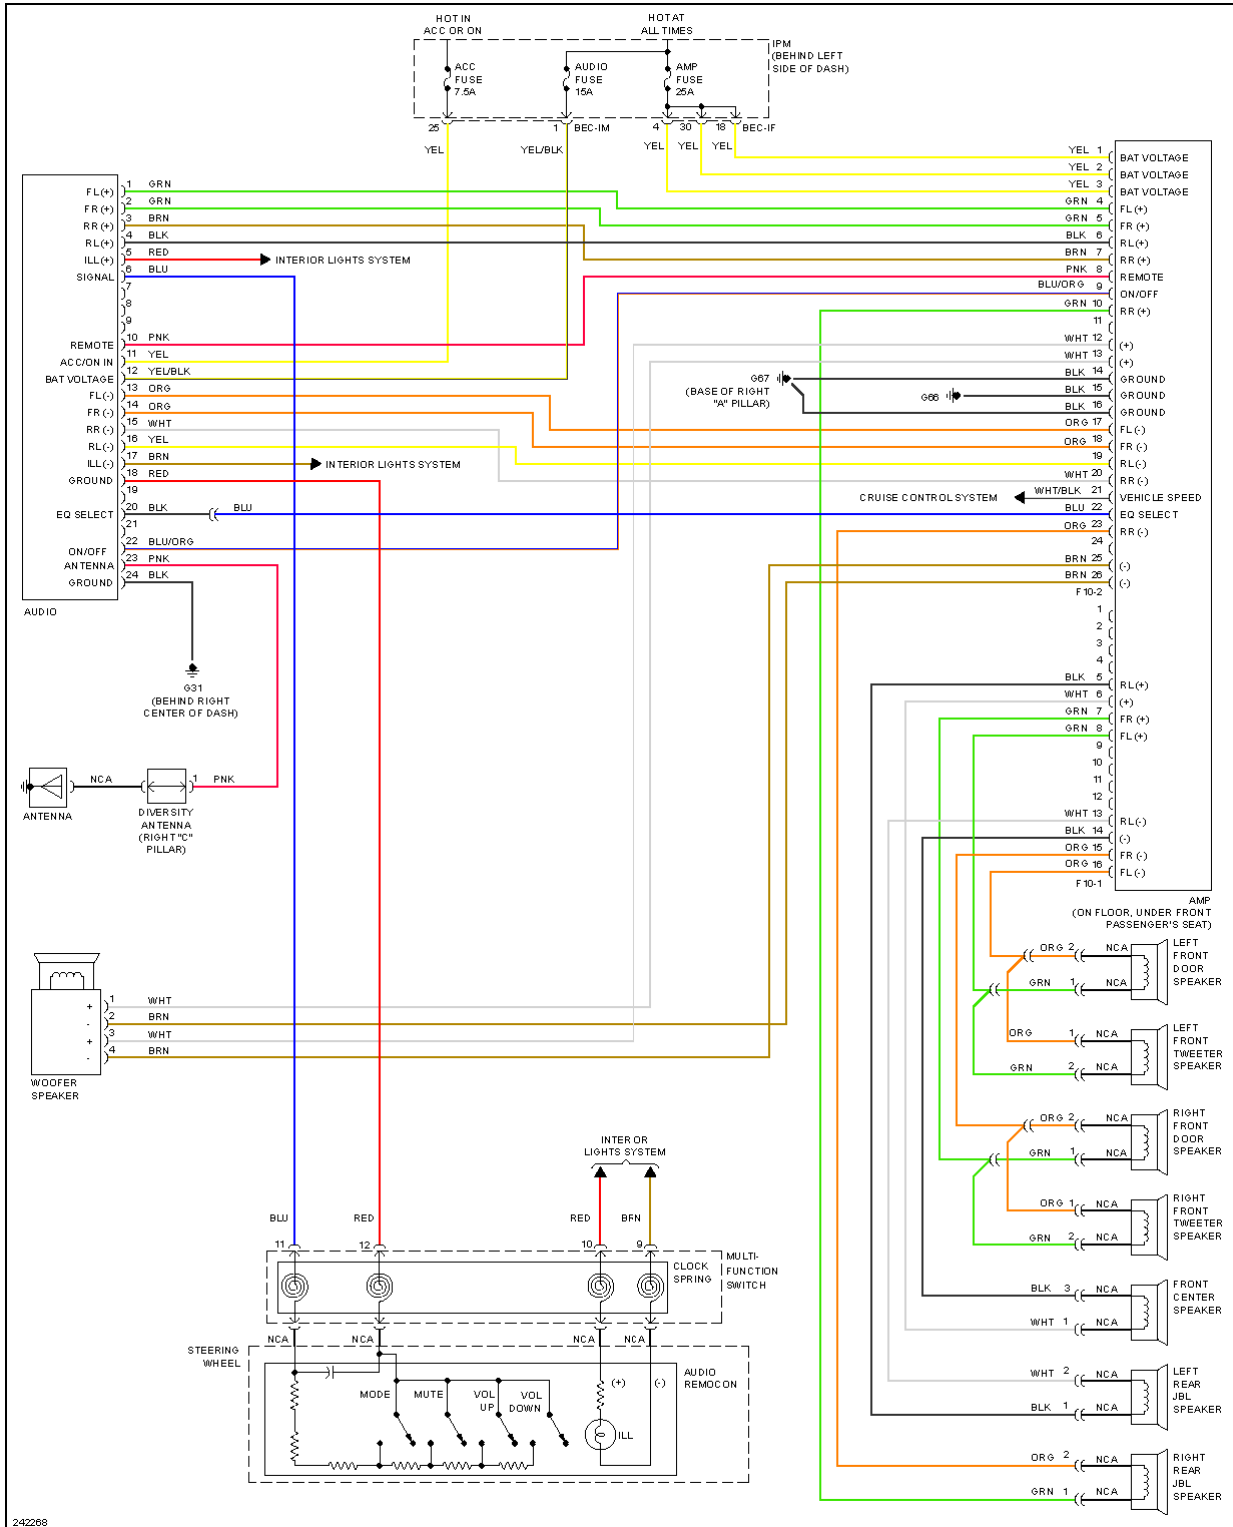 HOT IN
ACC OR ON
HOT AT
ALL TIMES
IPM
(BEHIND LEFT
SIDE OF DASH)
ACC
FUSE
7.5A
AUDIO
FUSE
15A
AMP
FUSE
25A
25
1
BEC-IM
4
30
18
BEC-IF
YEL
YEL/BLK
YEL
YEL
YEL
FL(+)
1
GRN
FR(+)
2
GRN
RR(+)
3
BRN
RL(+)
4
BLK
ILL(+)
5
RED
INTERIOR LIGHTS SYSTEM
SIGNAL
6
BLU
7
8
9
REMOTE
10
PNK
ACC/ON IN
11
YEL
BAT VOLTAGE
12
YEL/BLK
FL(-)
13
ORG
FR(-)
14
ORG
RR(-)
15
WHT
RL(-)
16
YEL
ILL(-)
17
BRN
INTERIOR LIGHTS SYSTEM
GROUND
18
RED
19
EQ SELECT
20
BLK
BLU
21
ON/OFF
22
BLU/ORG
ANTENNA
23
PNK
GROUND
24
BLK
AUDIO
G31
(BEHIND RIGHT
CENTER OF DASH)
YEL 1
BAT VOLTAGE
YEL 2
BAT VOLTAGE
YEL 3
BAT VOLTAGE
GRN 4
FL(+)
GRN 5
FR(+)
BLK 6
RL(+)
BRN 7
RR(+)
PNK 8
REMOTE
BLU/ORG 9
ON/OFF
GRN 10
RR(+)
11
WHT 12
(+)
WHT 13
(+)
BLK 14
GROUND
BLK 15
GROUND
BLK 16
GROUND
G67
(BASE OF RIGHT
"A" PILLAR)
G66
ORG 17
FL(-)
ORG 18
FR(-)
19
RL(-)
WHT 20
RR(-)
CRUISE CONTROL SYSTEM
WHT/BLK 21
VEHICLE SPEED
BLU 22
EQ SELECT
ORG 23
RR(-)
24
BRN 25
(-)
BRN 26
(-)
F10-2
1
2
3
4
BLK 5
RL(+)
WHT 6
(+)
GRN 7
FR(+)
GRN 8
FL(+)
9
10
11
12
WHT 13
RL(-)
BLK 14
(-)
ORG 15
FR(-)
ORG 16
FL(-)
F10-1
AMP
(ON FLOOR, UNDER FRONT
PASSENGER'S SEAT)
ANTENNA
NCA
1
PNK
DIVERSITY
ANTENNA
(RIGHT "C"
PILLAR)
WOOFER
SPEAKER
+
1
WHT
-
2
BRN
+
3
WHT
-
4
BRN
ORG 2
NCA
GRN 1
NCA
LEFT
FRONT
DOOR
SPEAKER
ORG 1
NCA
GRN 2
NCA
LEFT
FRONT
TWEETER
SPEAKER
ORG 2
NCA
GRN 1
NCA
RIGHT
FRONT
DOOR
SPEAKER
ORG 1
NCA
GRN 2
NCA
RIGHT
FRONT
TWEETER
SPEAKER
BLK 3
NCA
WHT 1
NCA
FRONT
CENTER
SPEAKER
WHT 2
NCA
BLK 1
NCA
LEFT
REAR
JBL
SPEAKER
ORG 2
NCA
GRN 1
NCA
RIGHT
REAR
JBL
SPEAKER
INTERIOR
LIGHTS SYSTEM
BLU
RED
RED
BRN
11
12
10
9
MULTI-
FUNCTION
SWITCH
CLOCK
SPRING
NCA
NCA
NCA
NCA
STEERING
WHEEL
AUDIO
REMOCON
MODE
MUTE
VOL
UP
VOL
DOWN
(+)
(-)
ILL
242268